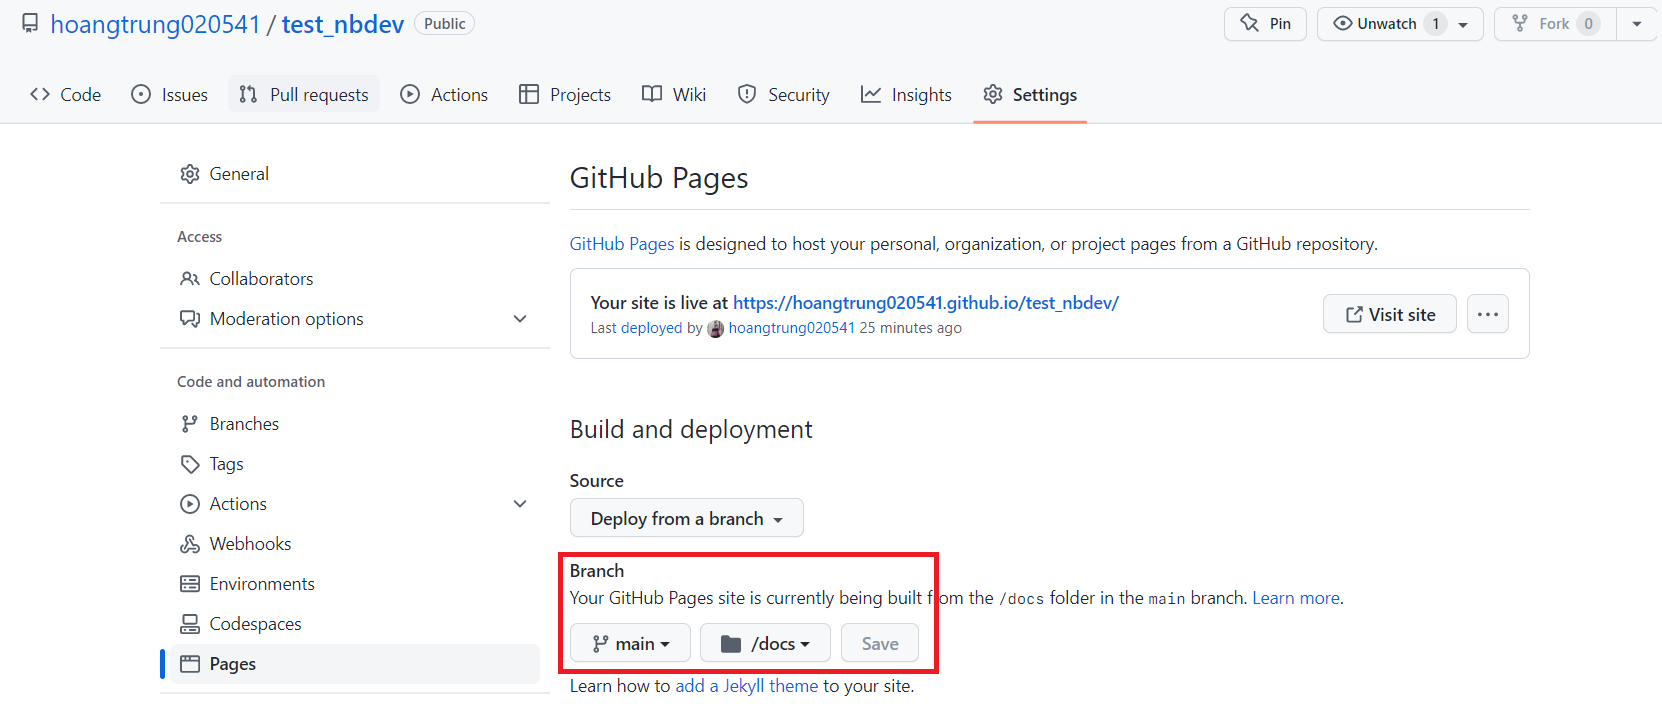 hoangtrung020541 / test_nbdev Public Pin Unwatch 1 Fork 0
Code Issues Pull requests Actions Projects Wiki Security Insights Settings
General
Access
Collaborators
Moderation options
Code and automation
Branches
Tags
Actions
Webhooks
Environments
Codespaces
Pages
GitHub Pages
GitHub Pages is designed to host your personal, organization, or project pages from a GitHub repository.
Your site is live at https://hoangtrung020541.github.io/test_nbdev/
Last deployed by hoangtrung020541 25 minutes ago
Visit site
Build and deployment
Source
Deploy from a branch
Branch
Your GitHub Pages site is currently being built from the /docs folder in the main branch. Learn more.
main /docs Save
Learn how to add a Jekyll theme to your site.